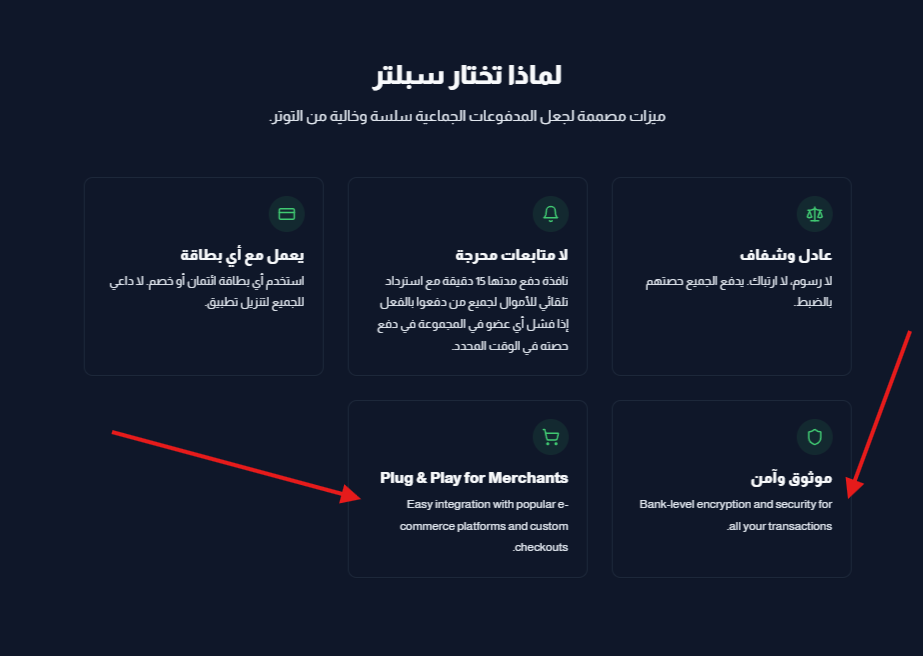 لماذا تختار سبلتر
ميزات مصممة لجعل المدفوعات الجماعية سلسة وخالية من التوتر.
عادل وشفاف
لا رسوم، لا ارتباك. يدفع الجميع حصتهم
بالضبط.
لا متابعات محرجة
نافذة دفع مدتها 15 دقيقة مع استرداد
تلقائي للأموال لجميع من دفعوا بالفعل
إذا فشل أي عضو في المجموعة في دفع
حصته في الوقت المحدد.
يعمل مع أي بطاقة
استخدم أي بطاقة ائتمان أو خصم. لا داعي
للجميع لتنزيل تطبيق.
موثوق وآمن
Bank-level encryption and security for
.all your transactions
Plug & Play for Merchants
Easy integration with popular e-
commerce platforms and custom
.checkouts